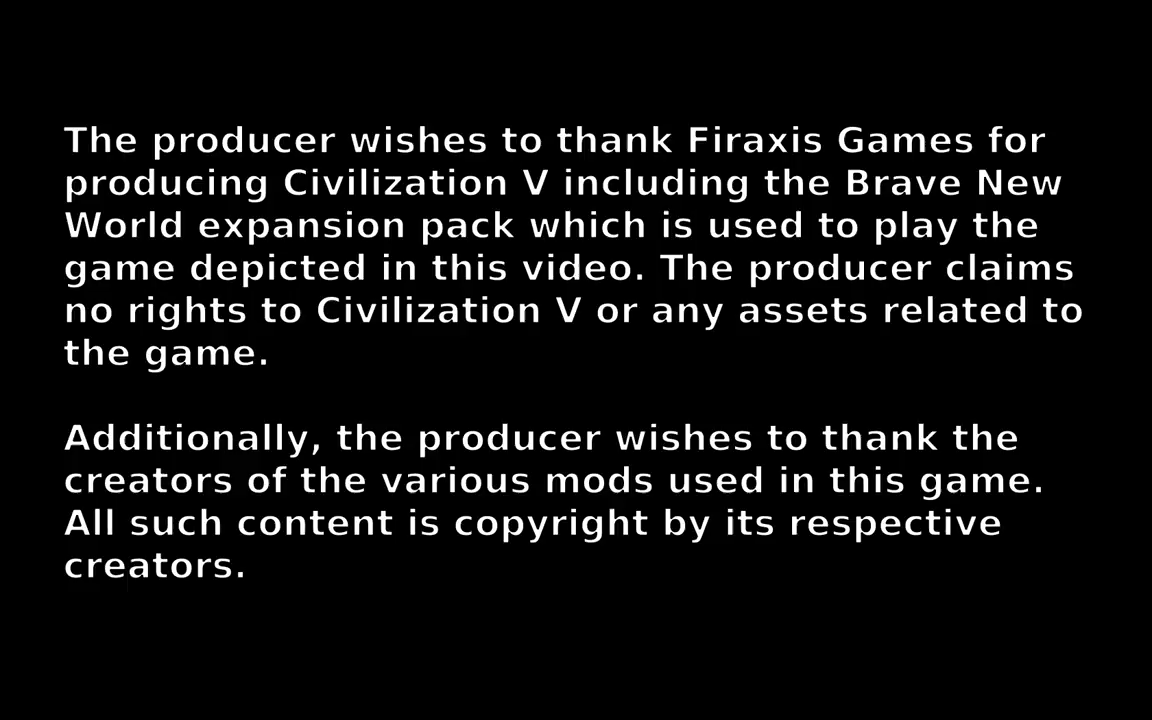 The producer wishes to thank Firaxis Games for
producing Civilization V including the Brave New
World expansion pack which is used to play the
game depicted in this video. The producer claims
no rights to Civilization V or any assets related to
the game.
Additionally, the producer wishes to thank the
creators of the various mods used in this game.
All such content is copyright by its respective
creators.